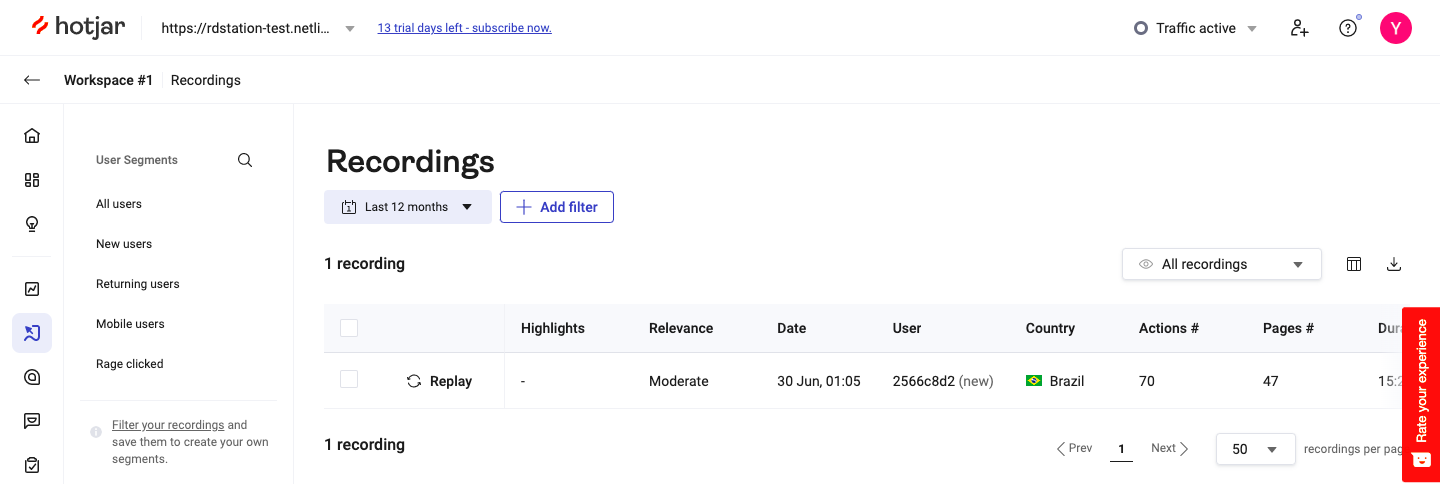 hotjar
https://rdstation-test.netli...
13 trial days left - subscribe now.
Traffic active
Y
Workspace #1
Recordings
User Segments
All users
New users
Returning users
Mobile users
Rage clicked
Filter your recordings and
save them to create your own
segments.
Recordings
1
Last 12 months
Add filter
1 recording
All recordings
Highlights Relevance Date User Country Actions # Pages #
Replay - Moderate 30 Jun, 01:05 2566c8d2 (new) Brazil 70 47
1 recording
Prev 1 Next 50 recordings per
Rate your experience